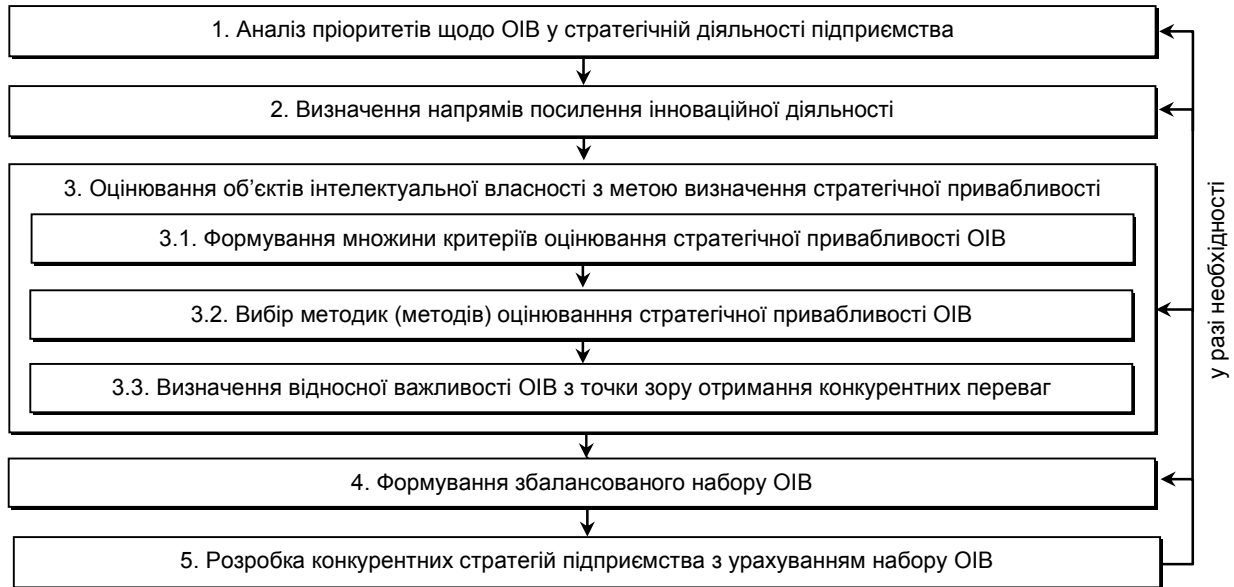 1. Аналіз пріоритетів щодо ОІВ у стратегічній діяльності підприємства
2. Визначення напрямів посилення інноваційної діяльності
3. Оцінювання об’єктів інтелектуальної власності з метою визначення стратегічної привабливості
3.1. Формування множини критеріїв оцінювання стратегічної привабливості ОІВ
3.2. Вибір методик (методів) оцінюванння стратегічної привабливості ОІВ
3.3. Визначення відносної важливості ОІВ з точки зору отримання конкурентних переваг
4. Формування збалансованого набору ОІВ
5. Розробка конкурентних стратегій підприємства з урахуванням набору ОІВ
у разі необхідності